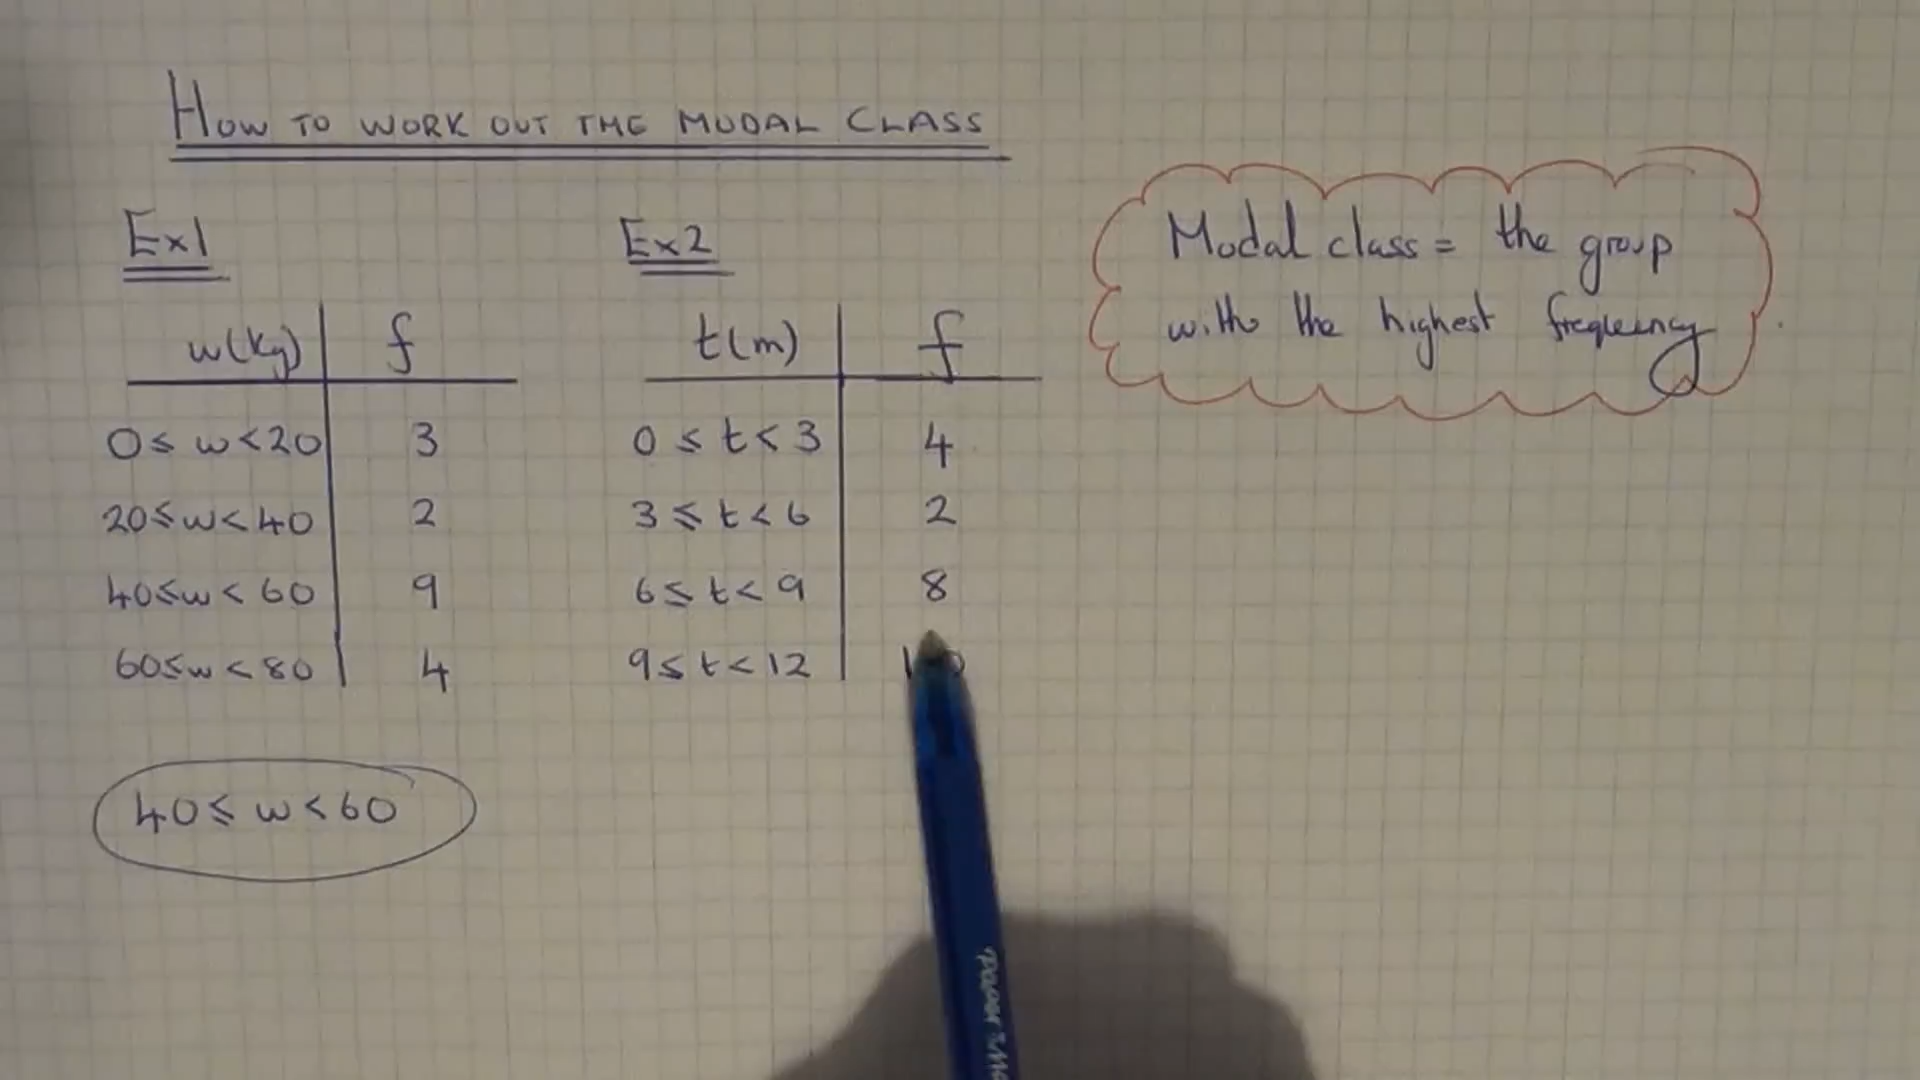 How to work out the modal class
Ex1
w(kg) f
0≤ w<20 3
20≤w<40 2
40≤w< 60 9
60≤w<80 4
40≤ w<60
Ex2
t(m) f
0 ≤ t< 3 4
3 ≤ t< 6 2
6≤ t< 9 8
9≤ t< 12
Modal class = the group
with the highest frequency
Paper Ma